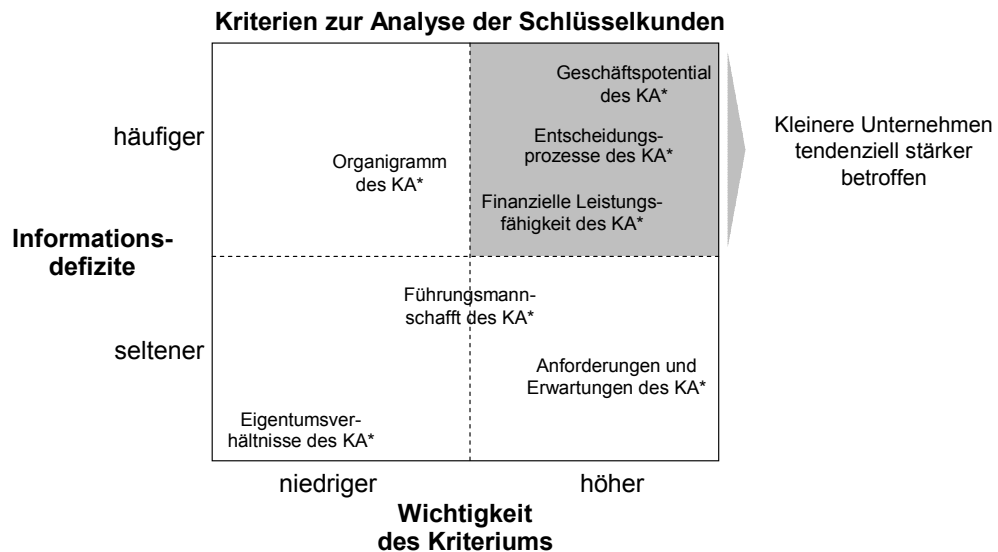 Kriterien zur Analyse der Schlüsselkunden
Geschäftspotential
des KA*
häufiger
Entscheidungs-
prozesse des KA*
Organigramm
des KA*
Finanzielle Leistungs-
fähigkeit des KA*
Kleinere Unternehmen
tendenziell stärker
betroffen
Informations-
defizite
Führungsmann-
schafft des KA*
seltener
Anforderungen und
Erwartungen des KA*
Eigentumsver-
hältnisse des KA*
niedriger
höher
Wichtigkeit
des Kriteriums